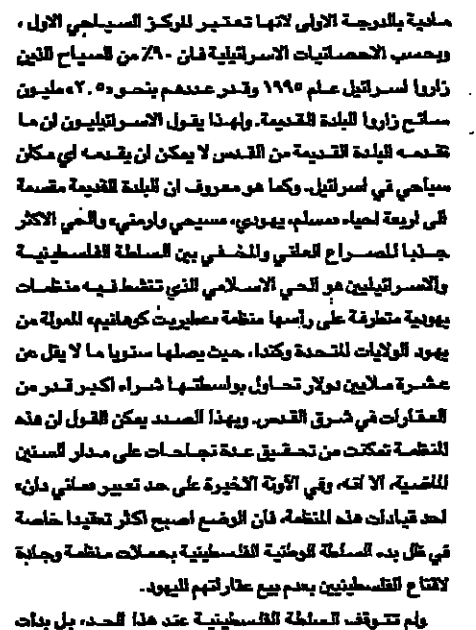 مادية بالدرجة الاولى لانها تعتبر المركز السياحي الاول ،
وبحسب الاحصائيات الاسرائيلية فان ٩٠٪ من السياح الذين
زاروا اسرائيل عام ١٩٩٥ وقدر عددهم بنحو «٢,٥» مليون
سائح زاروا البلدة القديمة. ولهذا يقول الاسرائيليون ان ما
تقدمه البلدة القديمة من القدس لا يمكن ان يقدمه اي مكان
سياحي في اسرائيل. وكما هو معروف ان البلدة القديمة مقسمة
الى اربعة احياء «مسلم، يهودي، مسيحي وارمني» والحي الاكثر
جذبا للصراع العلني والمخفي بين السلطة الفلسطينية
والاسرائيليين هو الحي الاسلامي الذي تنشط فيه منظمات
يهودية متطرفة على رأسها منظمة «عطيريت كوهانيم» الممولة من
يهود الولايات المتحدة وكندا، حيث يصلها سنويا ما لا يقل عن
عشرة ملايين دولار تحاول بواسطتها شراء اكبر قدر من
العقارات في شرق القدس. وبهذا الصدد يمكن القول ان هذه
المنظمة تمكنت من تحقيق عدة نجاحات على مدار السنين
الماضية، الا انه، وفي الآونة الاخيرة على حد تعبير «ماتي دان»
احد قيادات هذه المنظمة، فان الوضع اصبح اكثر تعقيدا خاصة
في ظل بدء السلطة الوطنية الفلسطينية بحملات منظمة وجادة
لاقناع الفلسطينيين بعدم بيع عقاراتهم لليهود.
ولم تتوقف السلطة الفلسطينية عند هذا الحد، بل بدأت